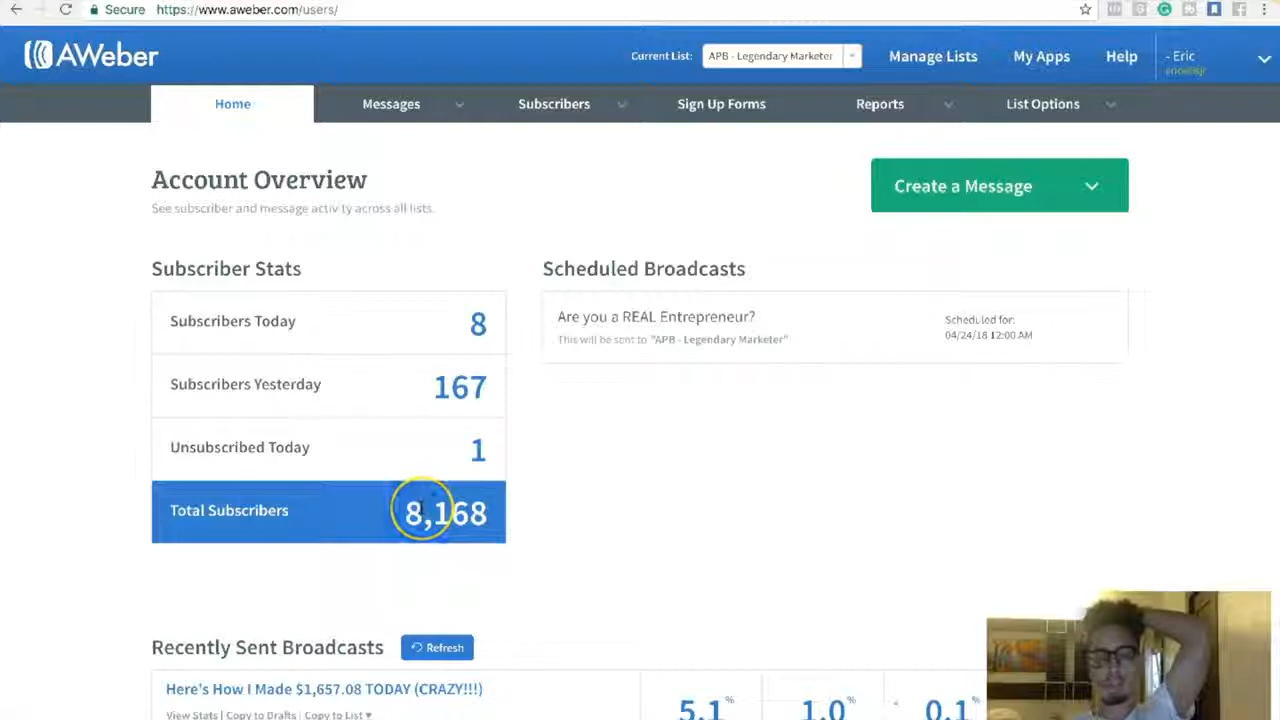 Secure https://www.aweber.com/users/
AWeber
Current List: APB - Legendary Marketer
Manage Lists
My Apps
Help
- Eric
Home
Messages
Subscribers
Sign Up Forms
Reports
List Options
Account Overview
See subscriber and message activity across all lists.
Create a Message
Subscriber Stats
Subscribers Today 8
Subscribers Yesterday 167
Unsubscribed Today 1
Total Subscribers 8,168
Scheduled Broadcasts
Are you a REAL Entrepreneur?
This will be sent to "APB - Legendary Marketer"
Scheduled for:
04/24/18 12:00 AM
Recently Sent Broadcasts
Refresh
Here's How I Made $1,657.08 TODAY (CRAZY!!!)
View Stats | Copy to Drafts | Copy to List
5.1% 1.0% 0.1%